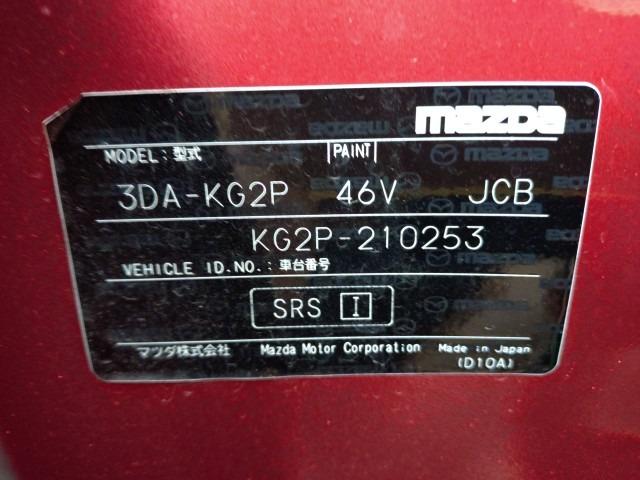 mazDa
MODEL:型式 PAINT
3DA-KG2P 46V JCB
KG2P-210253
VEHICLE ID.NO.:車台番号
SRS I
マツダ株式会社 Mazda Motor Corporation Made in Japan
(D10A)